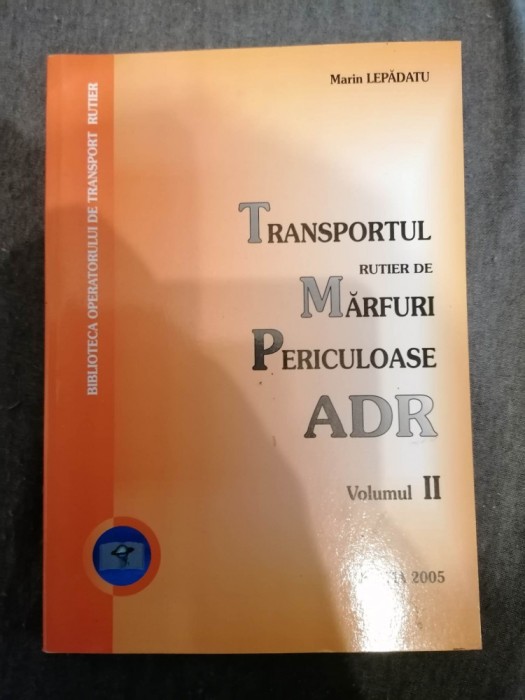 Marin LEPĂDATU
BIBLIOTECA OPERATORULUI DE TRANSPORT RUTIER
TRANSPORTUL
RUTIER DE
MĂRFURI
PERICULOASE
ADR
Volumul II
2005